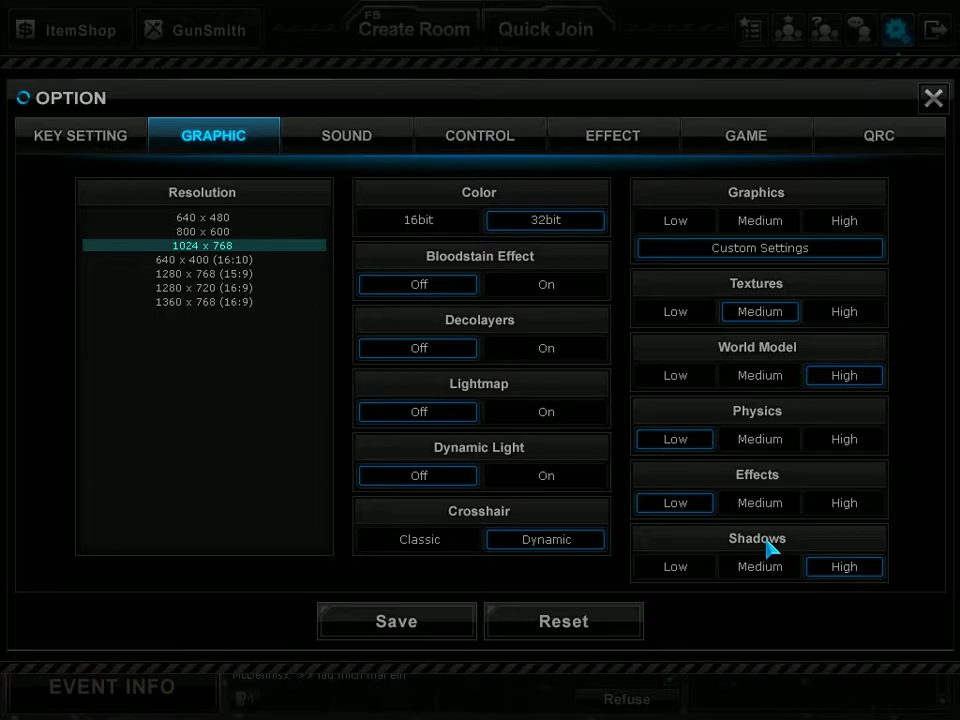 ItemShop
GunSmith
F5
Create Room
Quick Join
OPTION
KEY SETTING
GRAPHIC
SOUND
CONTROL
EFFECT
GAME
QRC
Resolution
640 x 480
800 x 600
1024 x 768
640 x 400 (16:10)
1280 x 768 (15:9)
1280 x 720 (16:9)
1360 x 768 (16:9)
Color
16bit
32bit
Bloodstain Effect
Off
On
Decolayers
Off
On
Lightmap
Off
On
Dynamic Light
Off
On
Crosshair
Classic
Dynamic
Graphics
Low
Medium
High
Custom Settings
Textures
Low
Medium
High
World Model
Low
Medium
High
Physics
Low
Medium
High
Effects
Low
Medium
High
Shadows
Low
Medium
High
Save
Reset
EVENT INFO
>> lad mich mal ein
Refuse